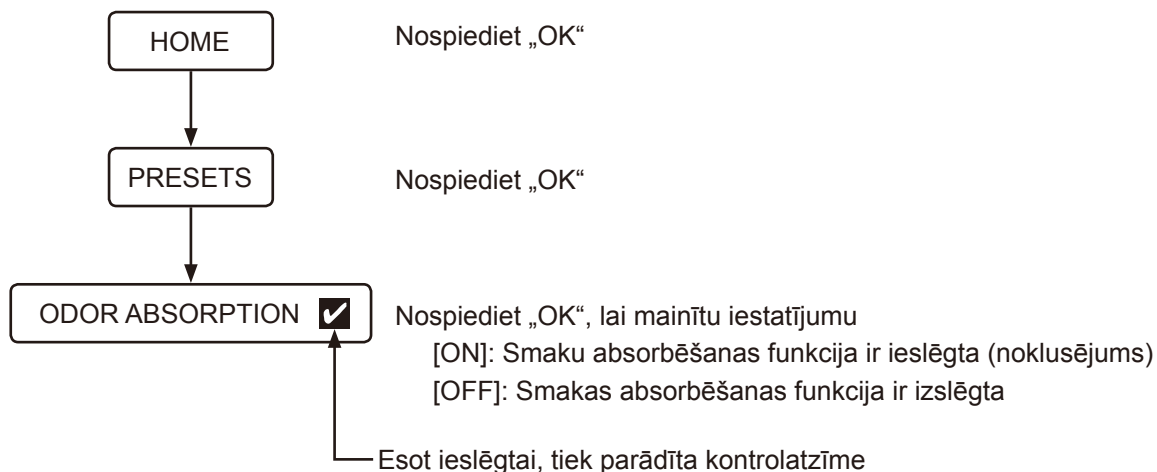 HOME
Nospiediet „OK“
PRESETS
Nospiediet „OK“
ODOR ABSORPTION ✔
Nospiediet „OK“, lai mainītu iestatījumu
[ON]: Smaku absorbēšanas funkcija ir ieslēgta (noklusējums)
[OFF]: Smakas absorbēšanas funkcija ir izslēgta
Esot ieslēgtai, tiek parādīta kontrolatzīme